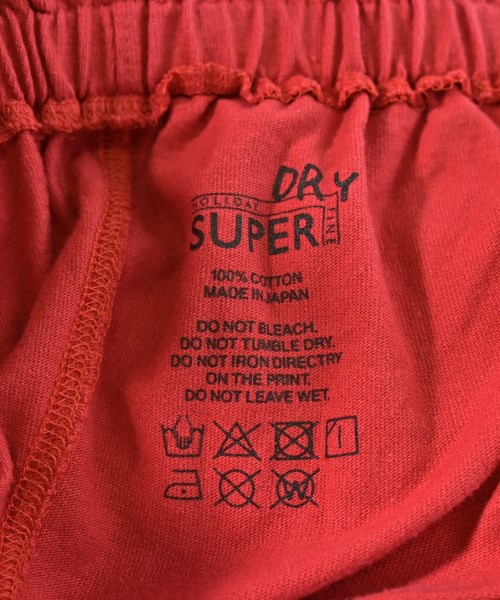 DRY
HOLIDAY
SUPER
FINE
100% COTTON
MADE IN JAPAN
DO NOT BLEACH.
DO NOT TUMBLE DRY.
DO NOT IRON DIRECTRY
ON THE PRINT.
DO NOT LEAVE WET.
W